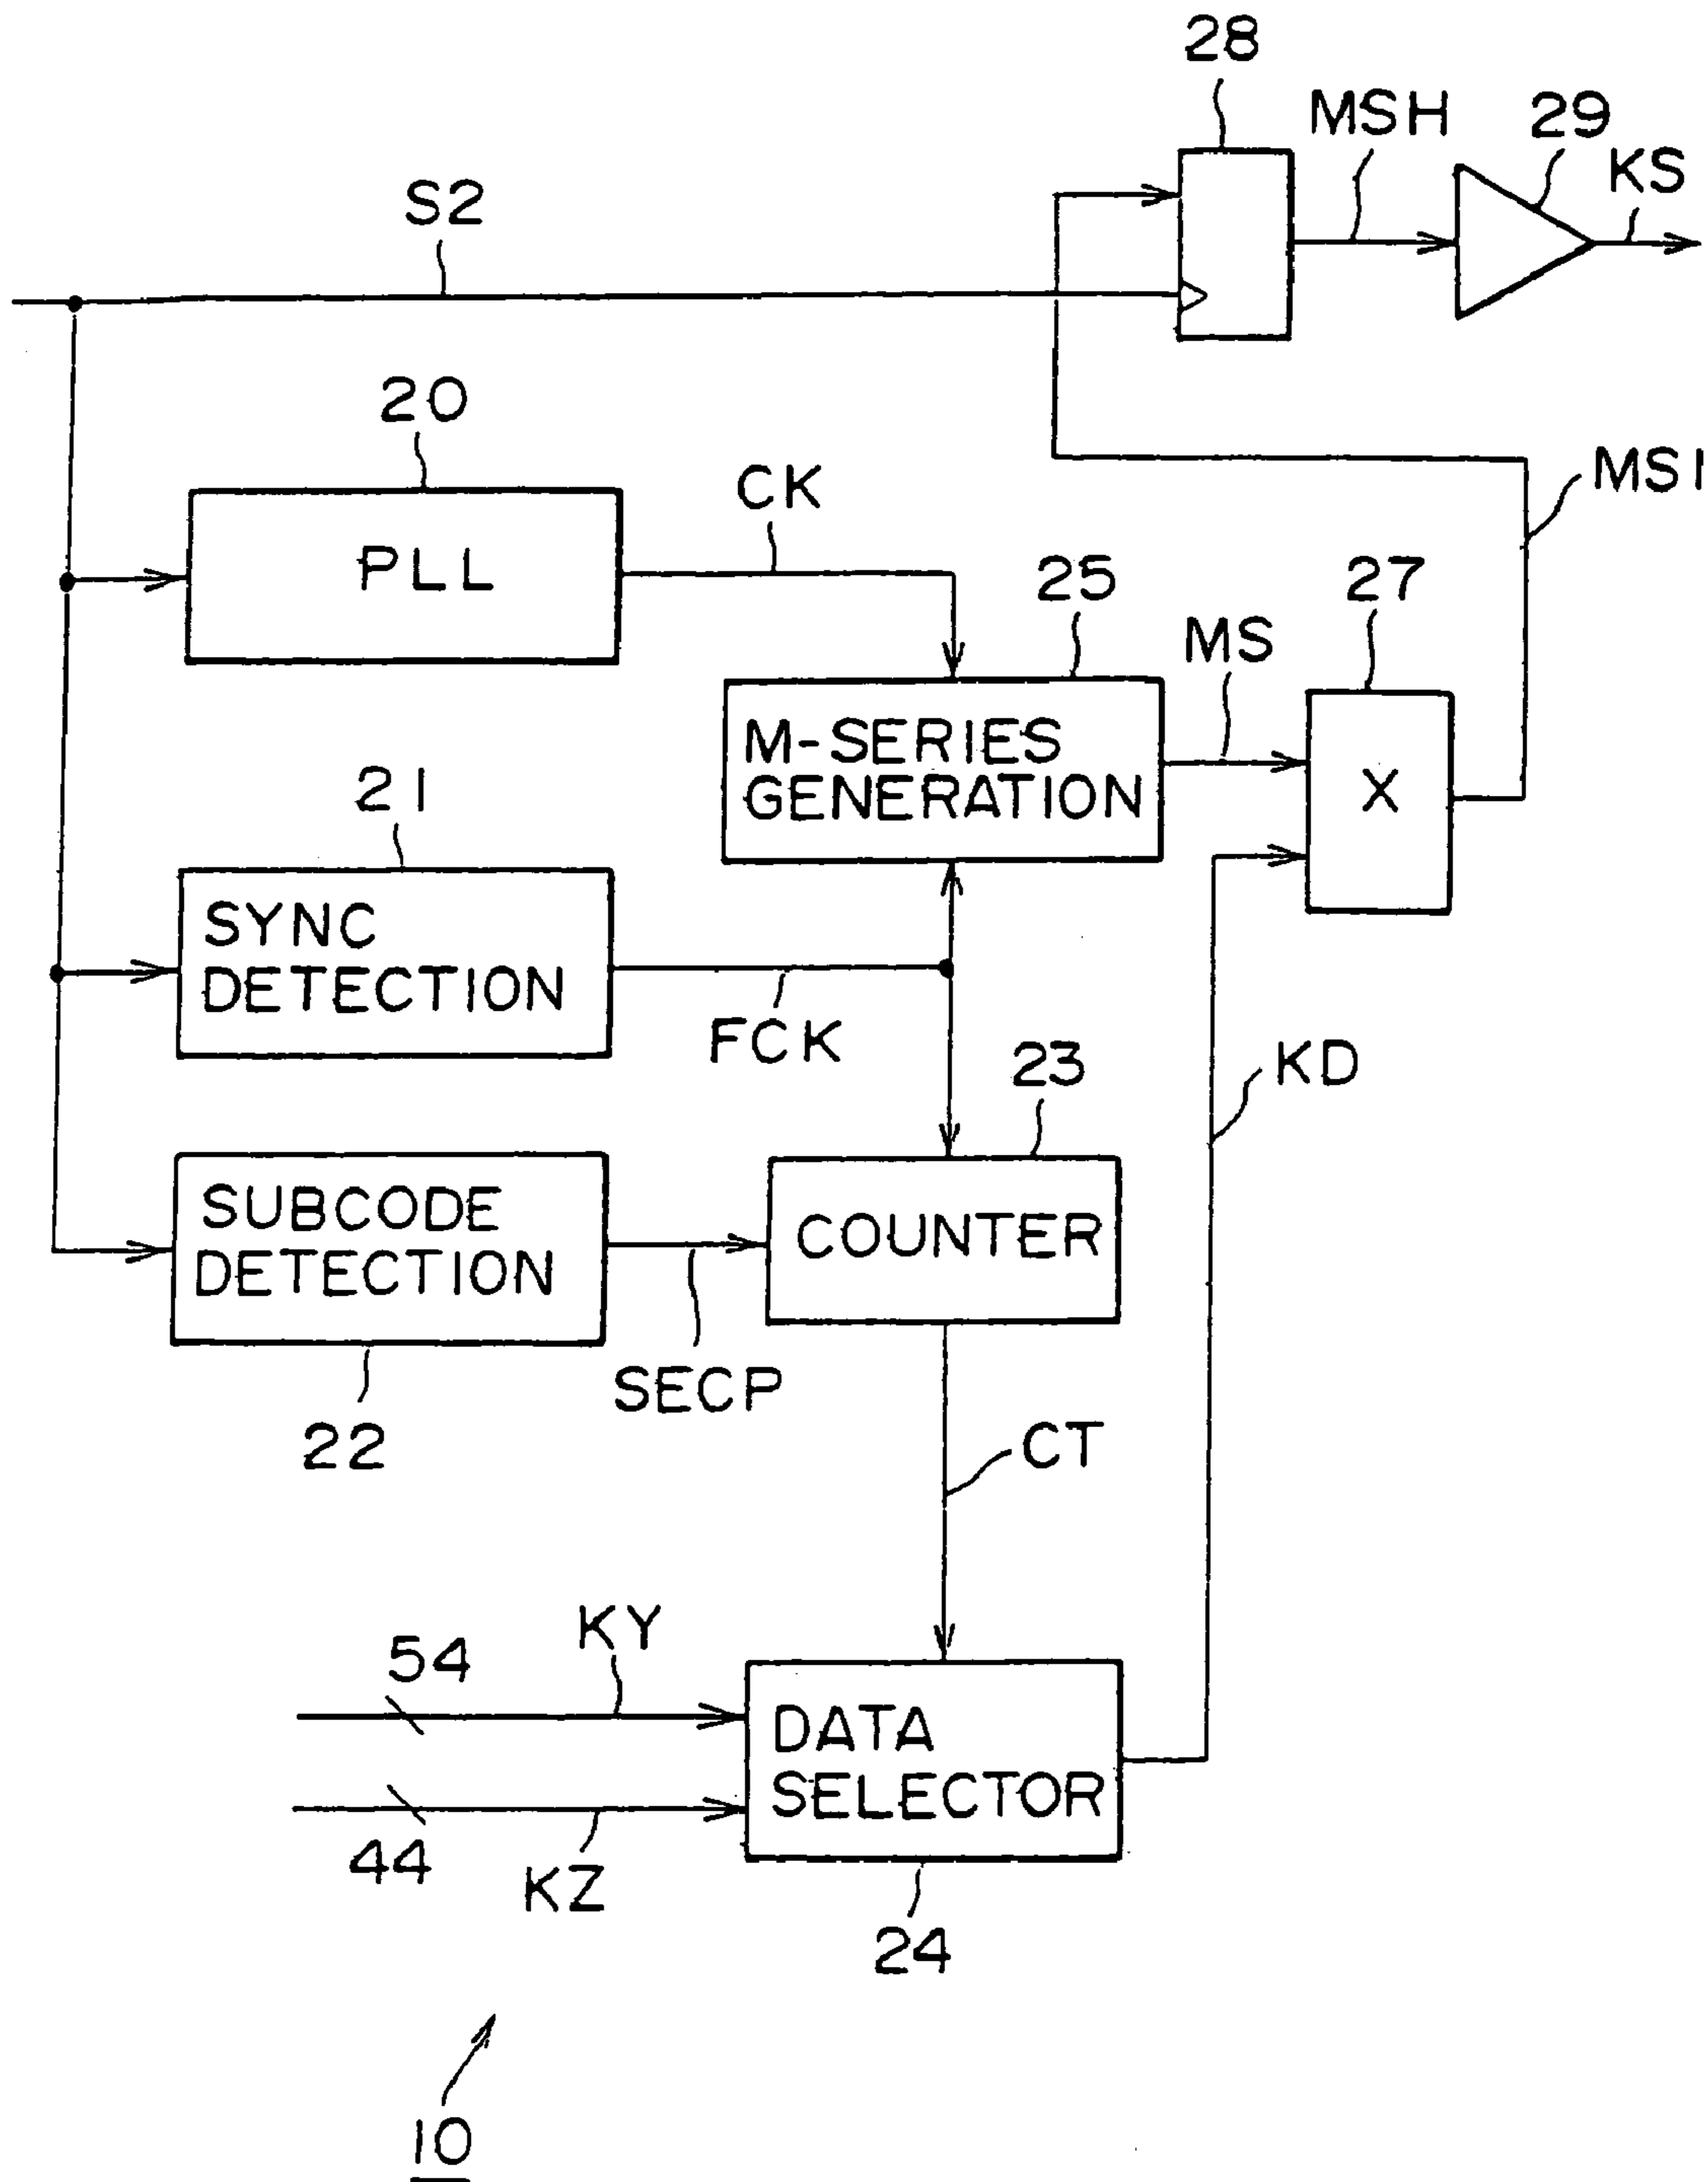 28
MSH
29
KS
S2
20
CK
MS1
PLL
25
27
MS
M-SERIES
GENERATION
X
21
SYNC
DETECTION
FCK
23
KD
SUBCODE
DETECTION
COUNTER
SECP
22
CT
KY
54
DATA
SELECTOR
44
KZ
24
10